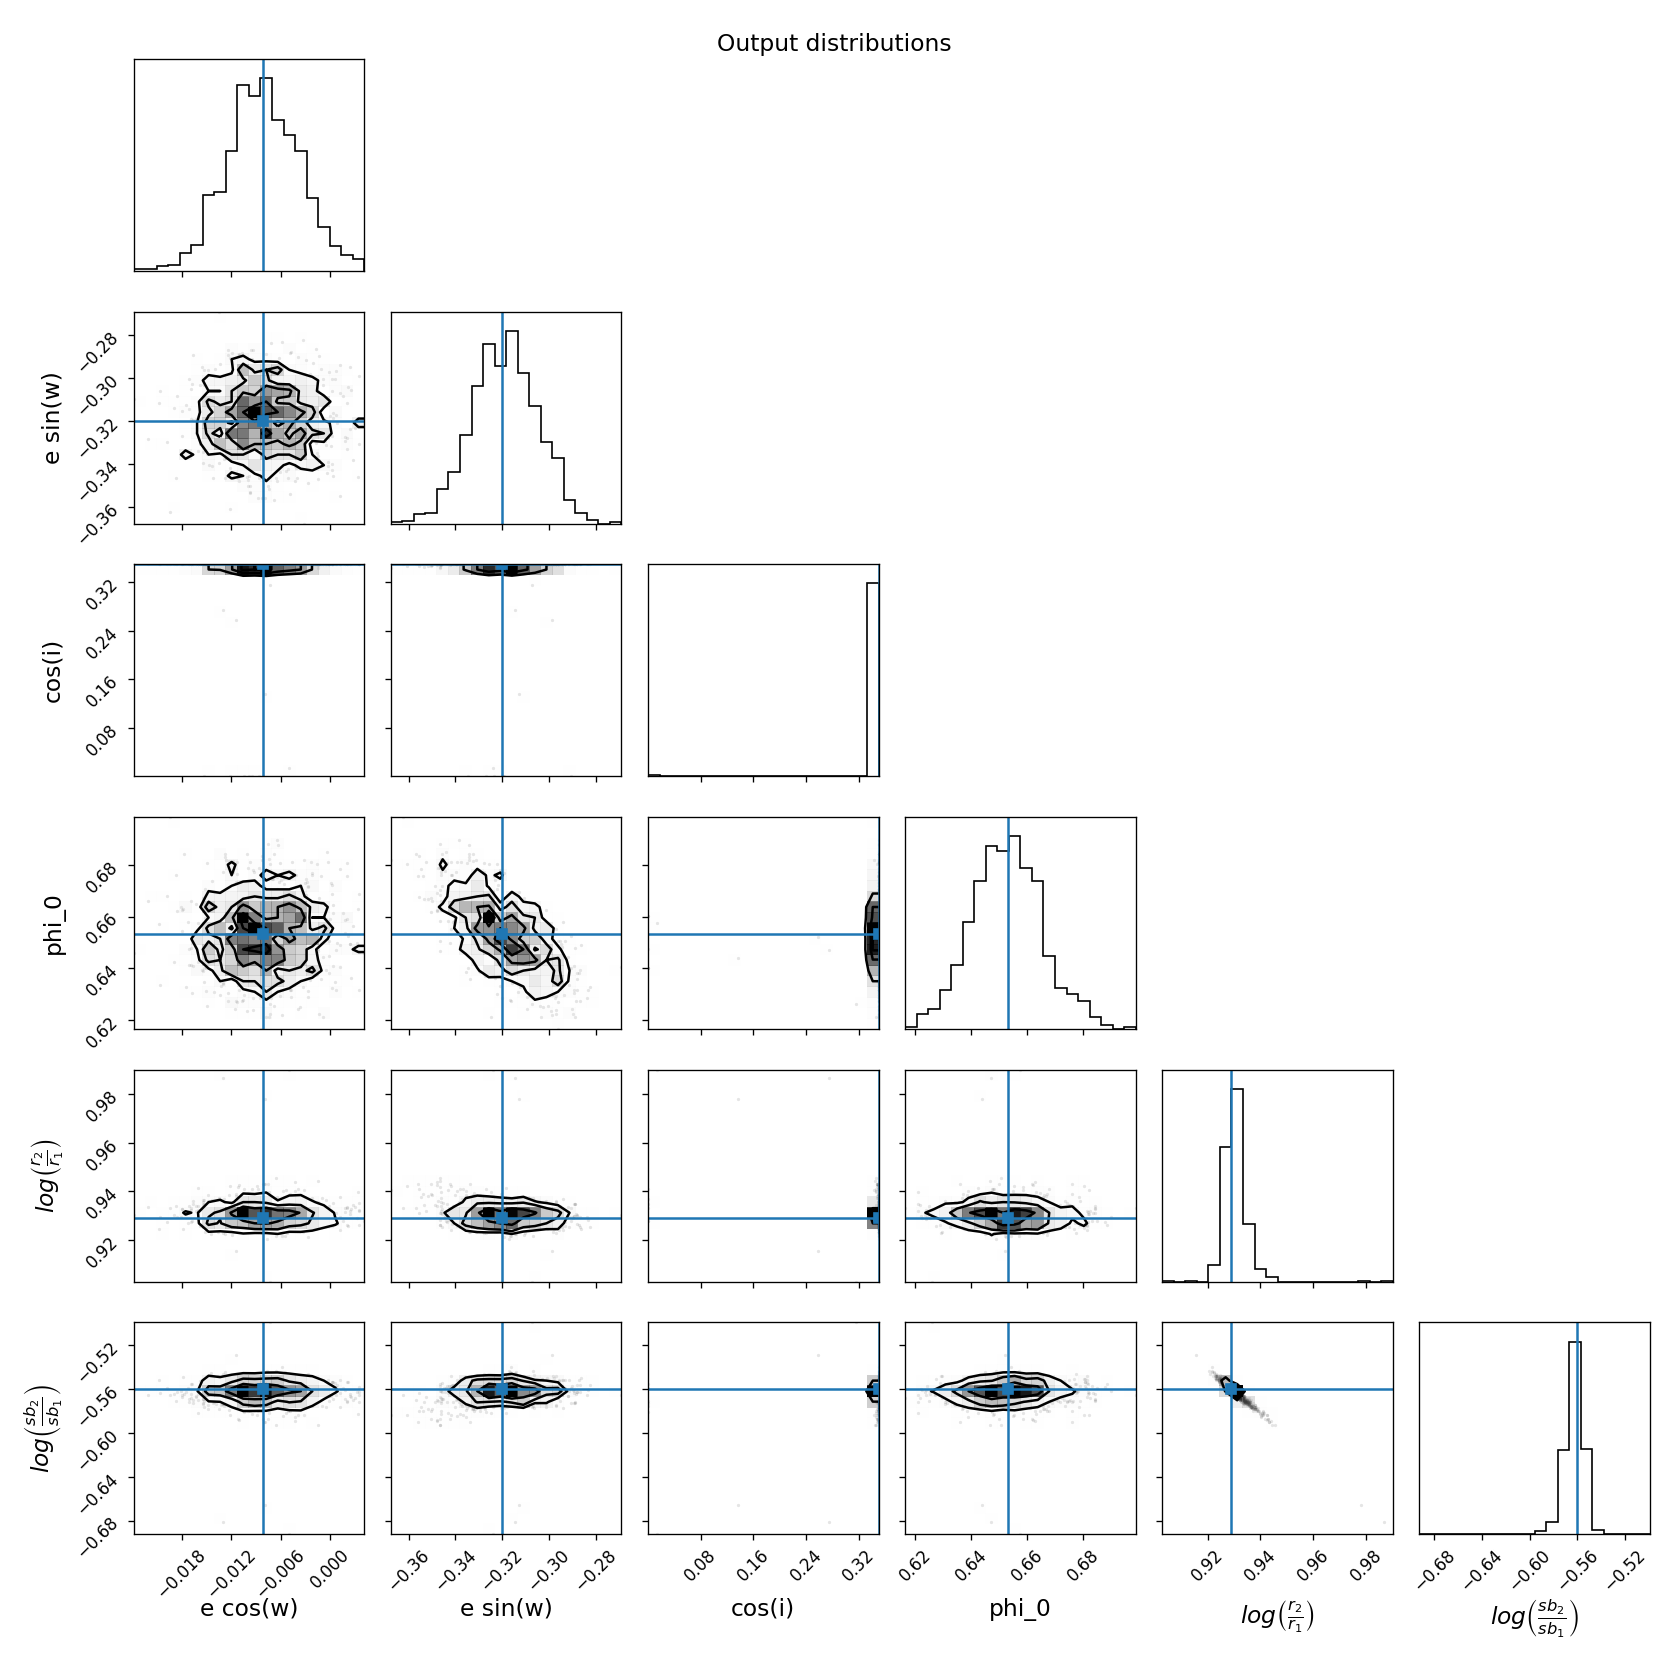 Output distributions
e sin(w)
−0.28
−0.30
−0.32
−0.34
−0.36
cos(i)
0.32
0.24
0.16
0.08
phi_0
0.68
0.66
0.64
0.62
log(r₂/r₁)
0.98
0.96
0.94
0.92
log(sb₂/sb₁)
−0.52
−0.56
−0.60
−0.64
−0.68
−0.018 −0.012 −0.006 0.000
−0.36 −0.34 −0.32 −0.30 −0.28
0.08 0.16 0.24 0.32
0.62 0.64 0.66 0.68
0.92 0.94 0.96 0.98
−0.68 −0.64 −0.60 −0.56 −0.52
e cos(w)
e sin(w)
cos(i)
phi_0
log(r₂/r₁)
log(sb₂/sb₁)